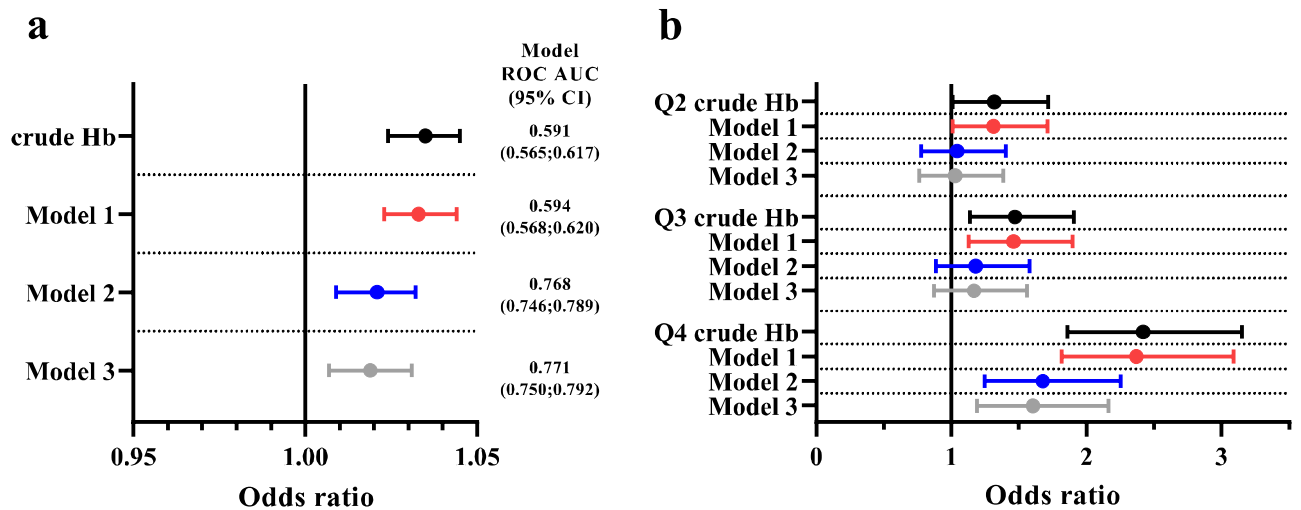 a
Model
ROC AUC
(95% CI)
crude Hb
0.591
(0.565;0.617)
Model 1
0.594
(0.568;0.620)
Model 2
0.768
(0.746;0.789)
Model 3
0.771
(0.750;0.792)
0.95
1.00
1.05
Odds ratio
b
Q2 crude Hb
Model 1
Model 2
Model 3
Q3 crude Hb
Model 1
Model 2
Model 3
Q4 crude Hb
Model 1
Model 2
Model 3
0
1
2
3
Odds ratio